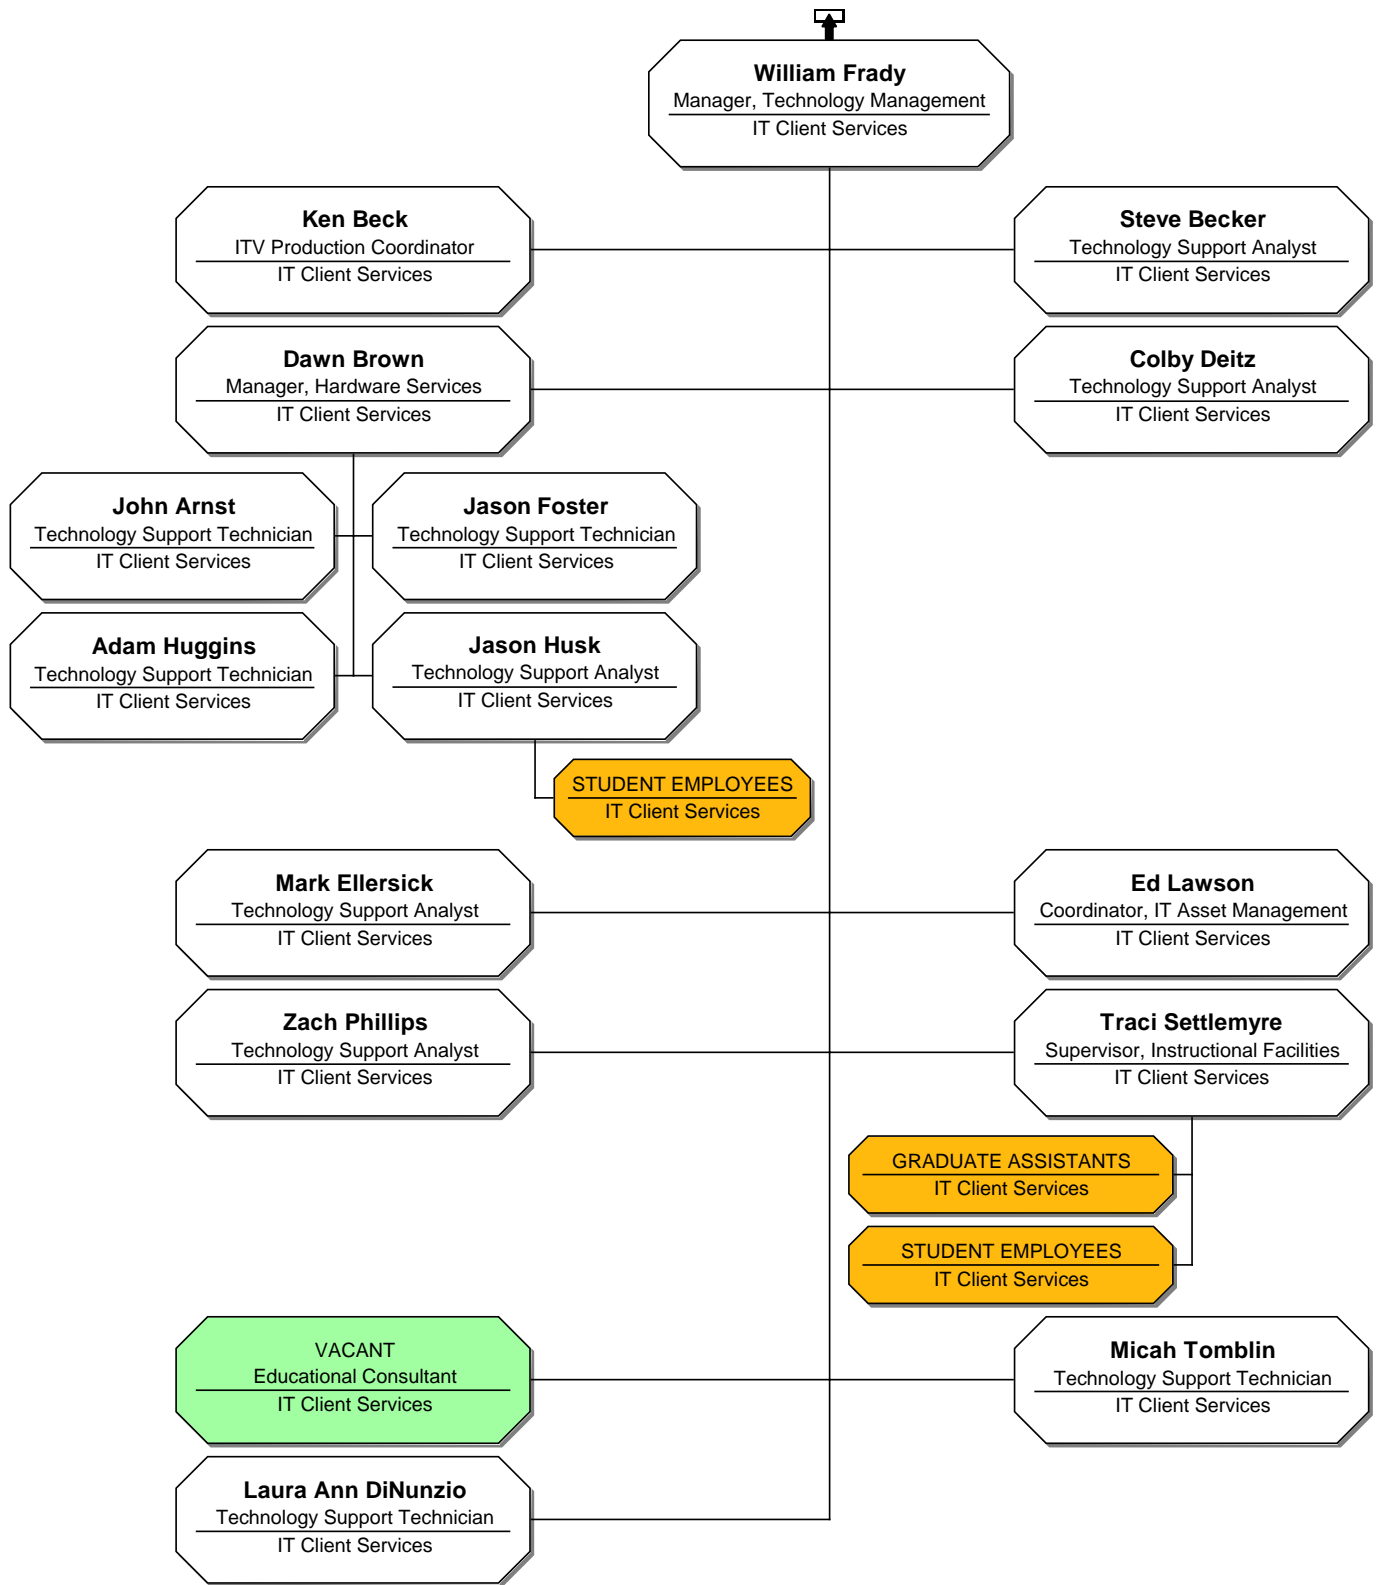 William Frady
Manager, Technology Management
IT Client Services
Ken Beck
ITV Production Coordinator
IT Client Services
Steve Becker
Technology Support Analyst
IT Client Services
Dawn Brown
Manager, Hardware Services
IT Client Services
Colby Deitz
Technology Support Analyst
IT Client Services
John Arnst
Technology Support Technician
IT Client Services
Jason Foster
Technology Support Technician
IT Client Services
Adam Huggins
Technology Support Technician
IT Client Services
Jason Husk
Technology Support Analyst
IT Client Services
STUDENT EMPLOYEES
IT Client Services
Mark Ellersick
Technology Support Analyst
IT Client Services
Ed Lawson
Coordinator, IT Asset Management
IT Client Services
Zach Phillips
Technology Support Analyst
IT Client Services
Traci Settlemyre
Supervisor, Instructional Facilities
IT Client Services
GRADUATE ASSISTANTS
IT Client Services
STUDENT EMPLOYEES
IT Client Services
VACANT
Educational Consultant
IT Client Services
Micah Tomblin
Technology Support Technician
IT Client Services
Laura Ann DiNunzio
Technology Support Technician
IT Client Services